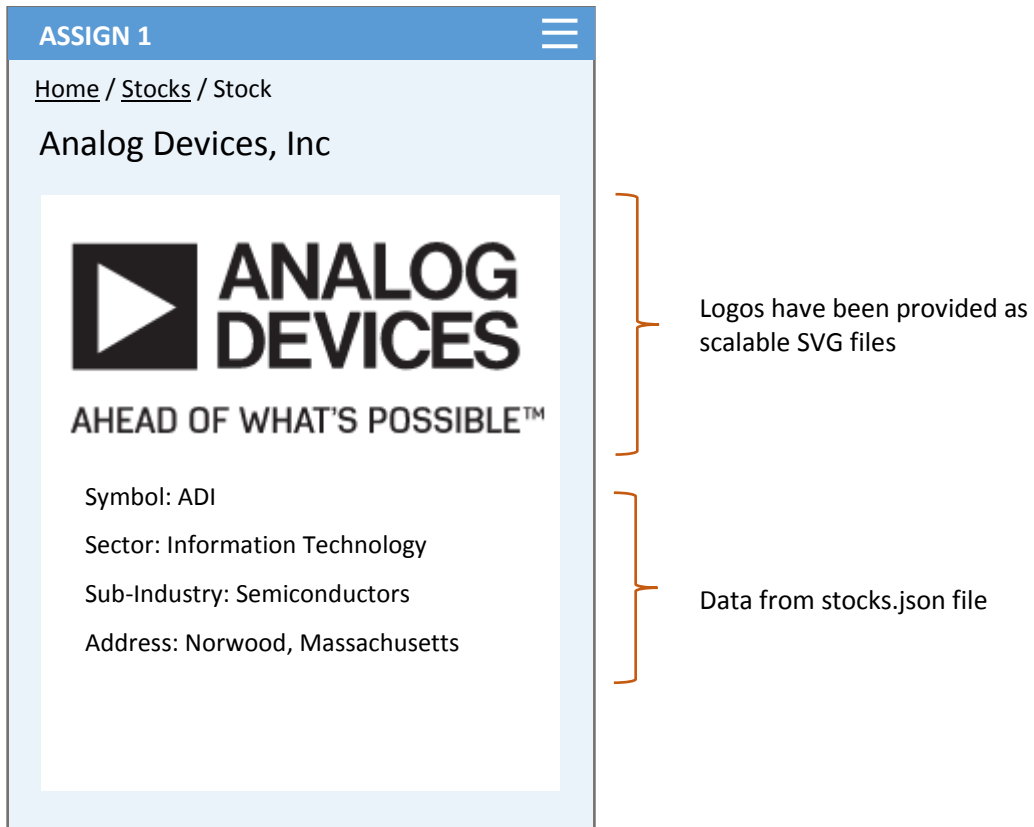 ASSIGN 1
Home / Stocks / Stock
Analog Devices, Inc
ANALOG
DEVICES
AHEAD OF WHAT'S POSSIBLE™
Symbol: ADI
Sector: Information Technology
Sub-Industry: Semiconductors
Address: Norwood, Massachusetts
Logos have been provided as
scalable SVG files
Data from stocks.json file